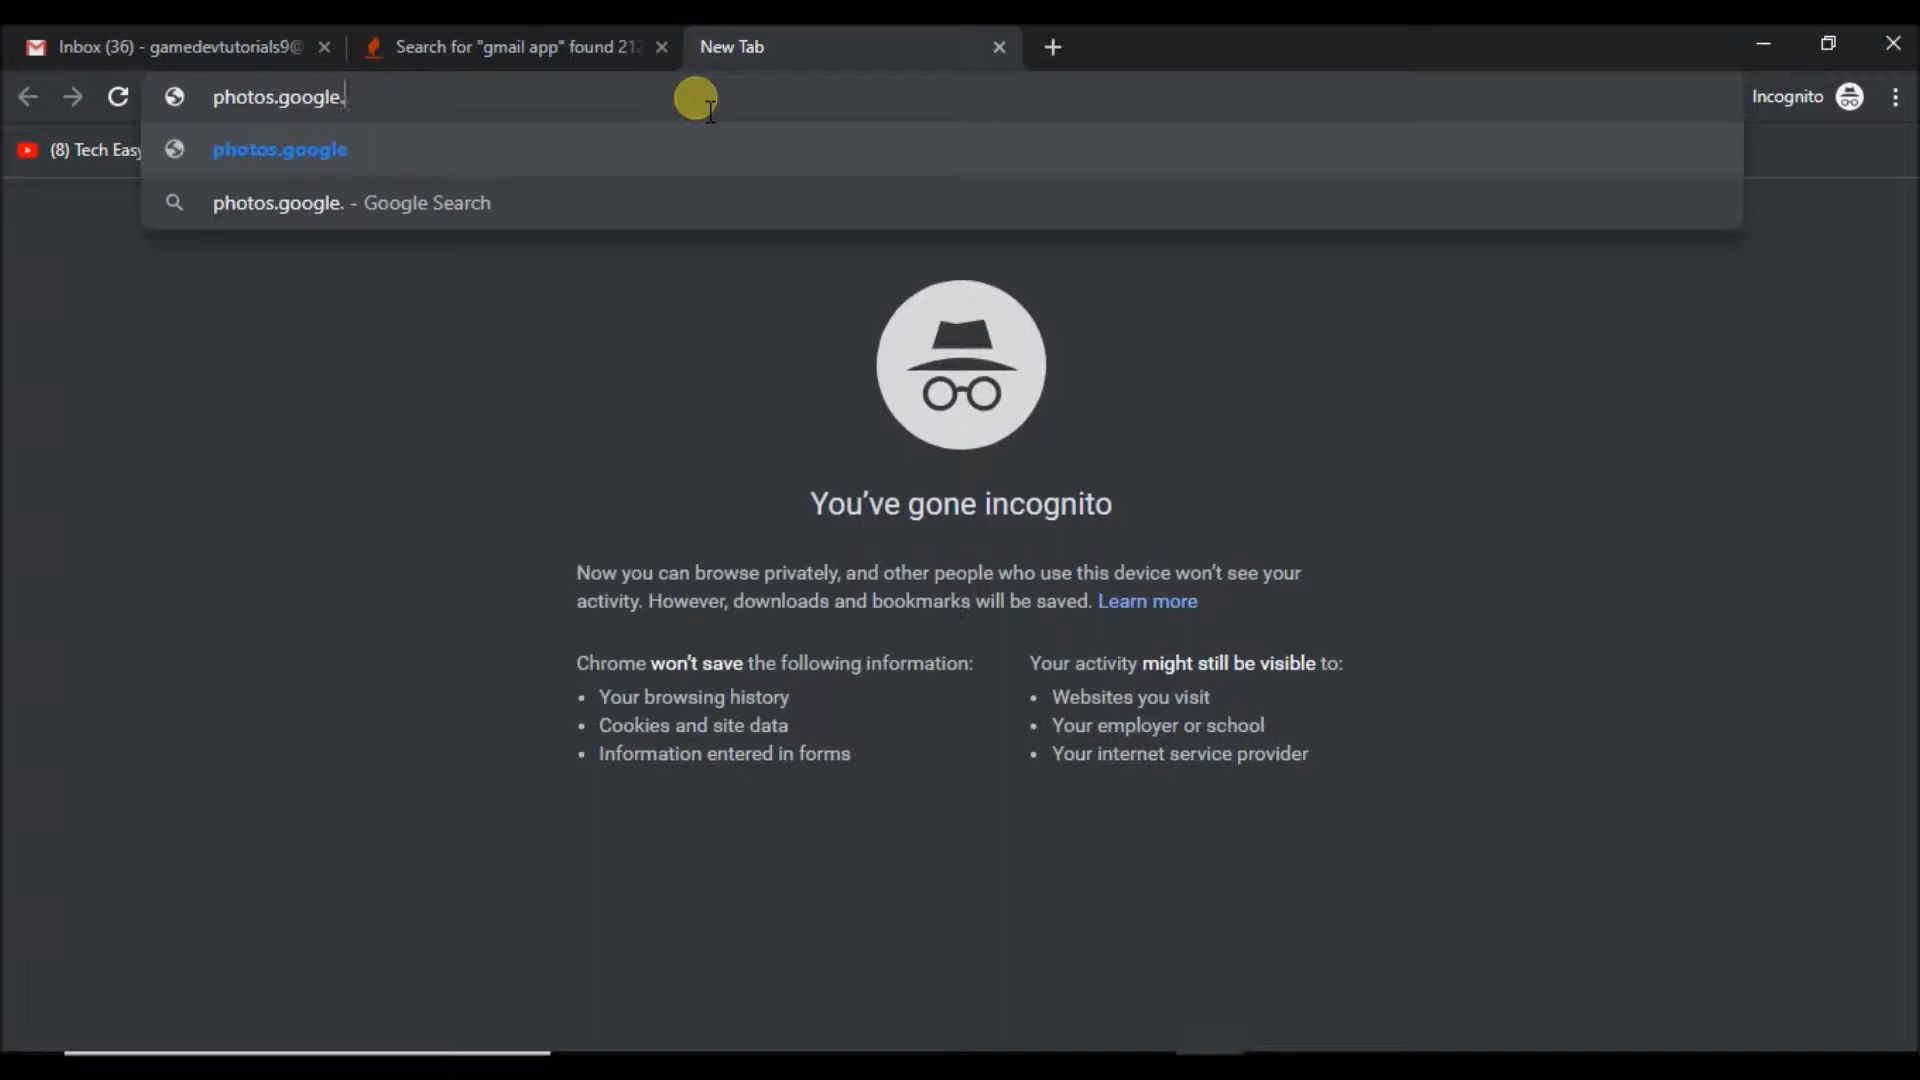 Inbox (36) - gamedevtutorials9@
Search for "gmail app" found 21
New Tab
photos.google.
Incognito
(8) Tech Easy
photos.google
photos.google. - Google Search
You've gone incognito
Now you can browse privately, and other people who use this device won't see your
activity. However, downloads and bookmarks will be saved. Learn more
Chrome won't save the following information:
• Your browsing history
• Cookies and site data
• Information entered in forms
Your activity might still be visible to:
• Websites you visit
• Your employer or school
• Your internet service provider